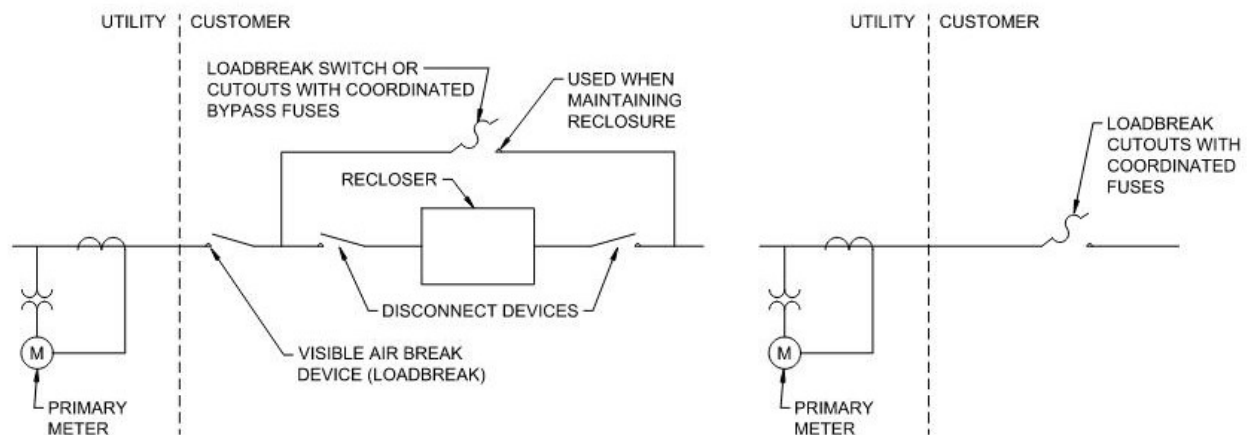 UTILITY
CUSTOMER
LOADBREAK SWITCH OR
CUTOUTS WITH COORDINATED
BYPASS FUSES
USED WHEN
MAINTAINING
RECLOSURE
RECLOSER
DISCONNECT DEVICES
VISIBLE AIR BREAK
DEVICE (LOADBREAK)
M
PRIMARY
METER
UTILITY
CUSTOMER
LOADBREAK
CUTOUTS WITH
COORDINATED
FUSES
M
PRIMARY
METER